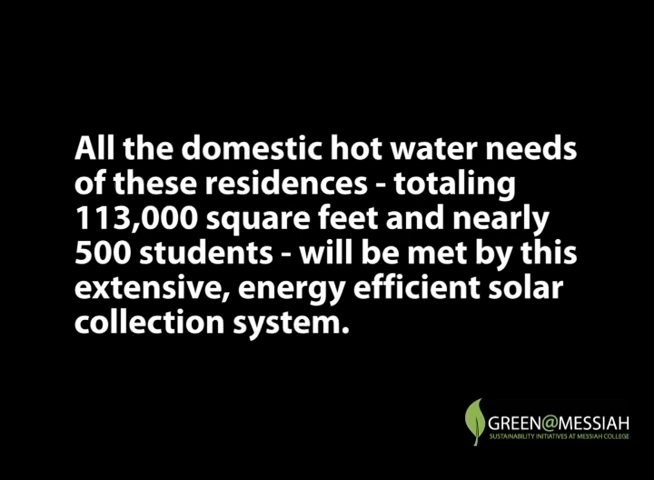 All the domestic hot water needs
of these residences - totaling
113,000 square feet and nearly
500 students - will be met by this
extensive, energy efficient solar
collection system.
GREEN@MESSIAH
SUSTAINABILITY INITIATIVES AT MESSIAH COLLEGE